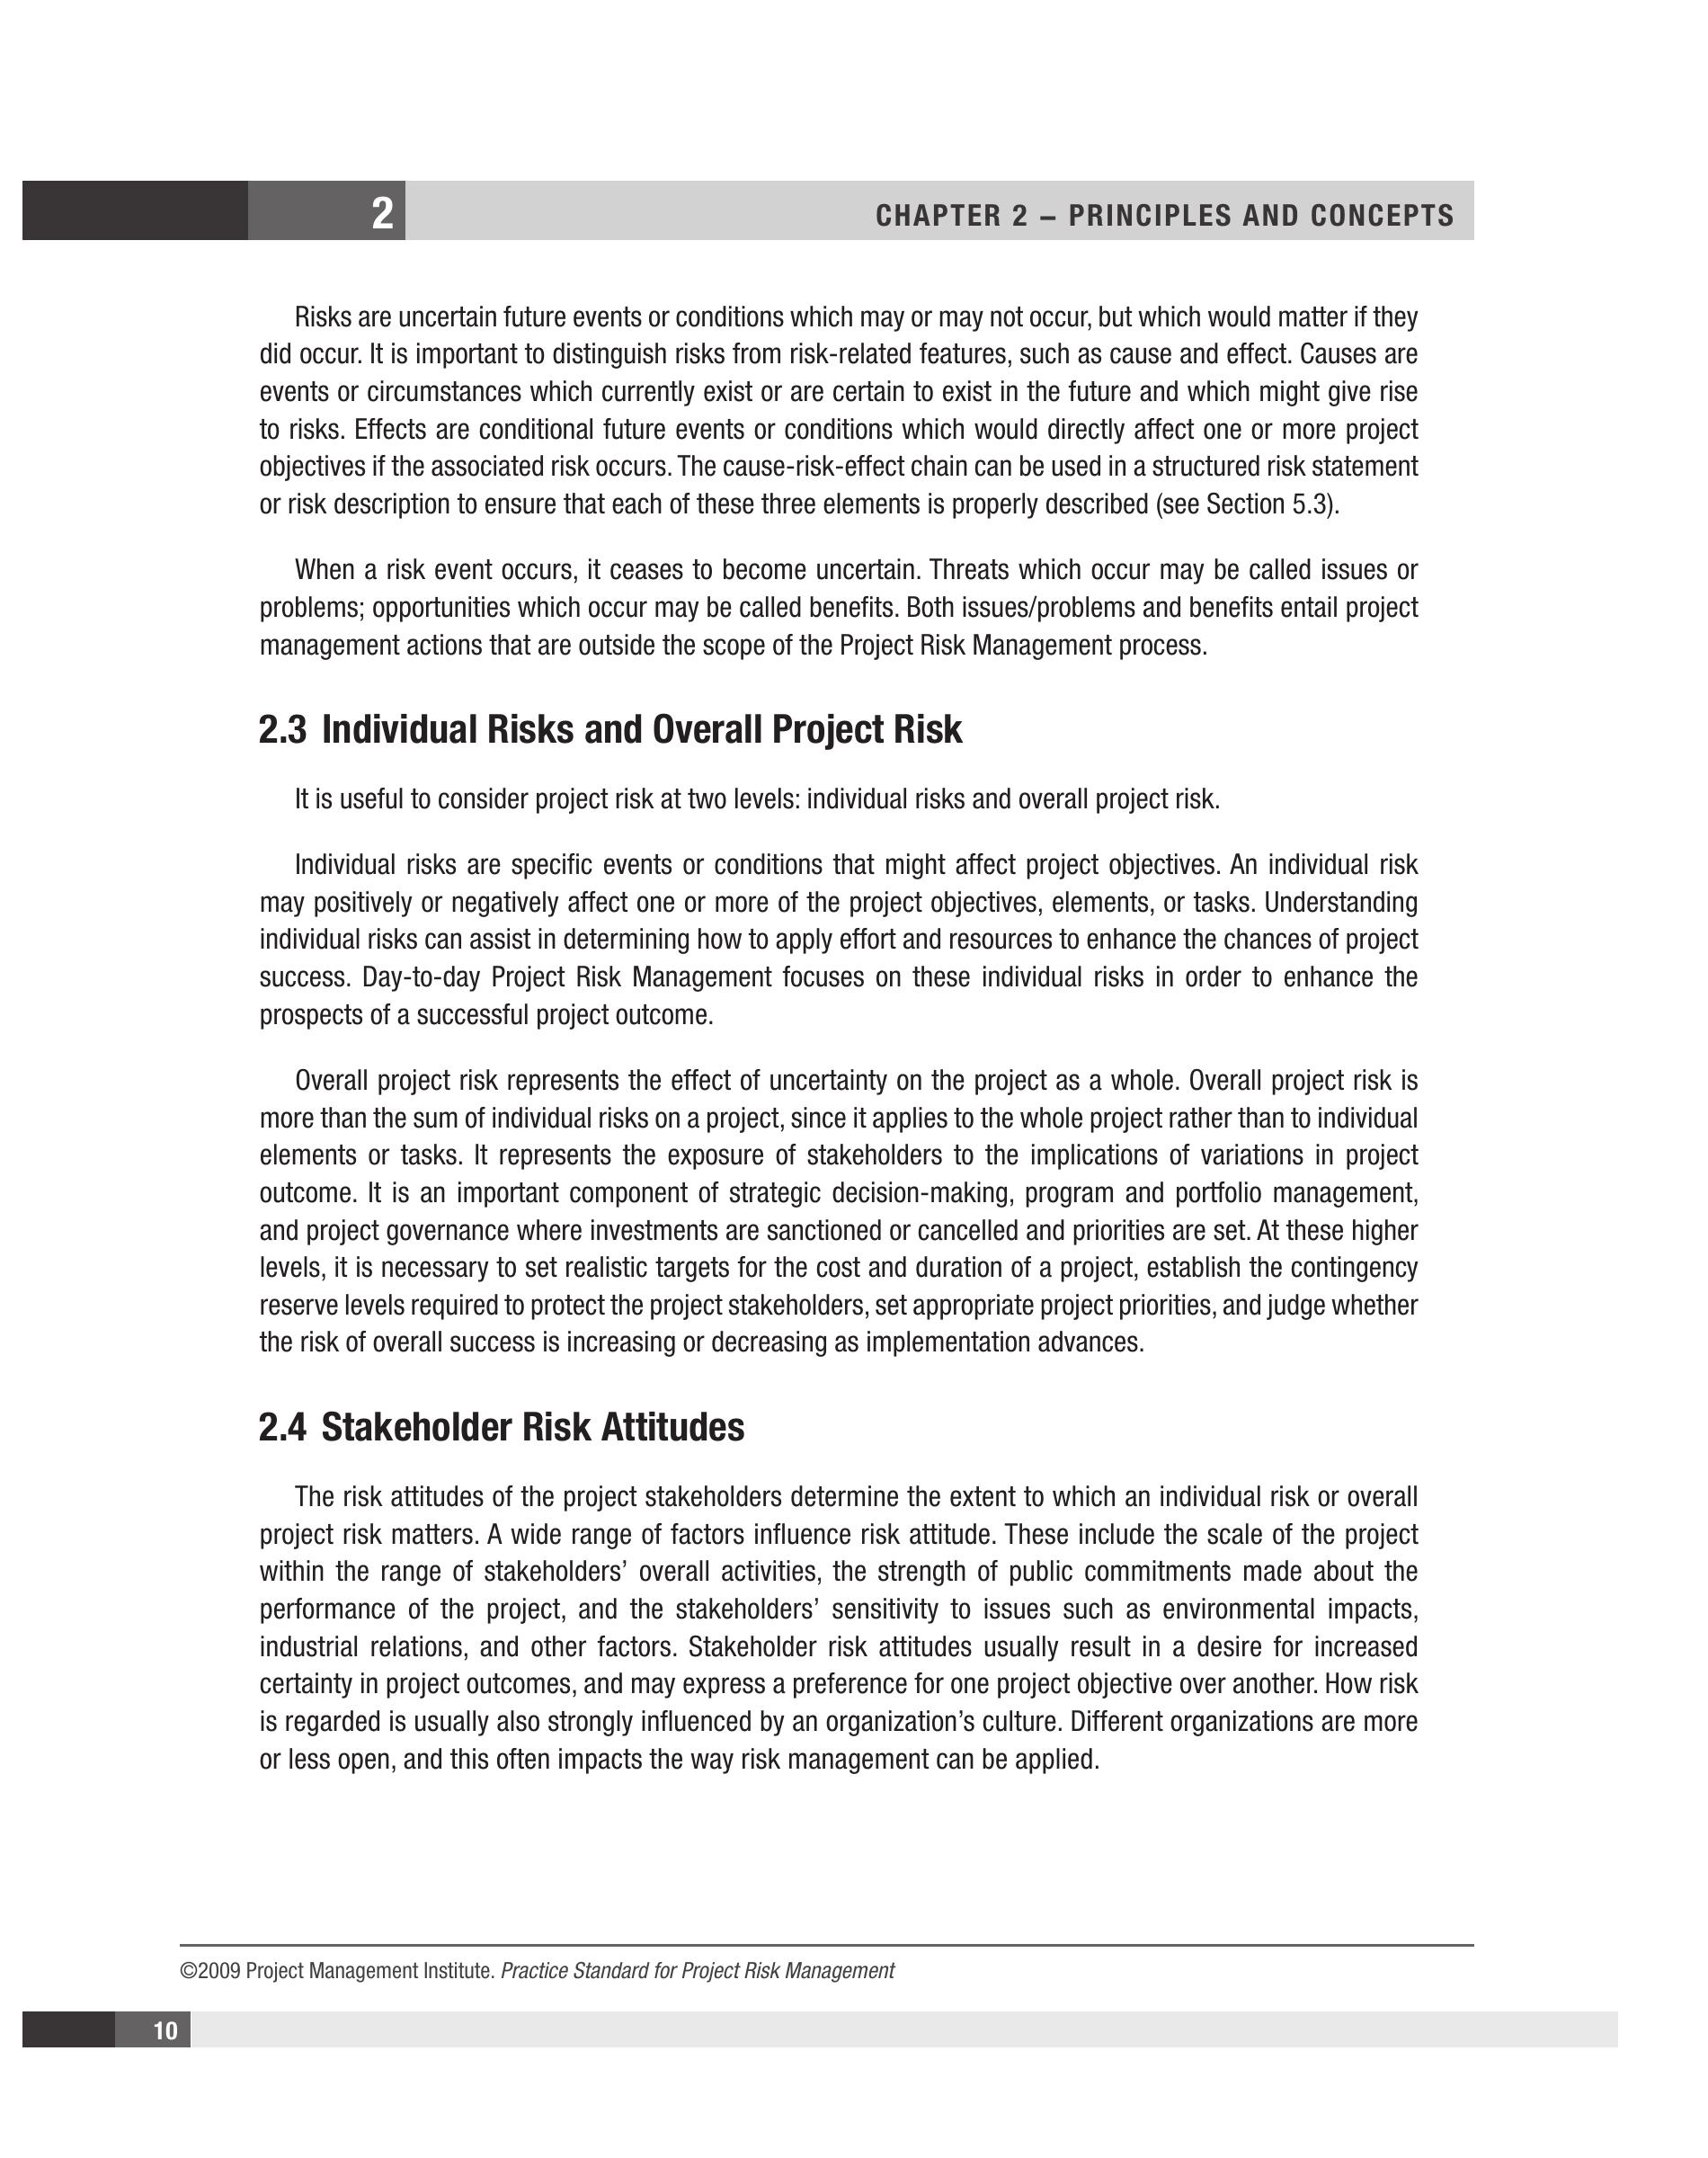 2
CHAPTER 2 – PRINCIPLES AND CONCEPTS
Risks are uncertain future events or conditions which may or may not occur, but which would matter if they
did occur. It is important to distinguish risks from risk-related features, such as cause and effect. Causes are
events or circumstances which currently exist or are certain to exist in the future and which might give rise
to risks. Effects are conditional future events or conditions which would directly affect one or more project
objectives if the associated risk occurs. The cause-risk-effect chain can be used in a structured risk statement
or risk description to ensure that each of these three elements is properly described (see Section 5.3).
When a risk event occurs, it ceases to become uncertain. Threats which occur may be called issues or
problems; opportunities which occur may be called benefits. Both issues/problems and benefits entail project
management actions that are outside the scope of the Project Risk Management process.
2.3 Individual Risks and Overall Project Risk
It is useful to consider project risk at two levels: individual risks and overall project risk.
Individual risks are specific events or conditions that might affect project objectives. An individual risk
may positively or negatively affect one or more of the project objectives, elements, or tasks. Understanding
individual risks can assist in determining how to apply effort and resources to enhance the chances of project
success. Day-to-day Project Risk Management focuses on these individual risks in order to enhance the
prospects of a successful project outcome.
Overall project risk represents the effect of uncertainty on the project as a whole. Overall project risk is
more than the sum of individual risks on a project, since it applies to the whole project rather than to individual
elements or tasks. It represents the exposure of stakeholders to the implications of variations in project
outcome. It is an important component of strategic decision-making, program and portfolio management,
and project governance where investments are sanctioned or cancelled and priorities are set. At these higher
levels, it is necessary to set realistic targets for the cost and duration of a project, establish the contingency
reserve levels required to protect the project stakeholders, set appropriate project priorities, and judge whether
the risk of overall success is increasing or decreasing as implementation advances.
2.4 Stakeholder Risk Attitudes
The risk attitudes of the project stakeholders determine the extent to which an individual risk or overall
project risk matters. A wide range of factors influence risk attitude. These include the scale of the project
within the range of stakeholders’ overall activities, the strength of public commitments made about the
performance of the project, and the stakeholders’ sensitivity to issues such as environmental impacts,
industrial relations, and other factors. Stakeholder risk attitudes usually result in a desire for increased
certainty in project outcomes, and may express a preference for one project objective over another. How risk
is regarded is usually also strongly influenced by an organization’s culture. Different organizations are more
or less open, and this often impacts the way risk management can be applied.
©2009 Project Management Institute. Practice Standard for Project Risk Management
10